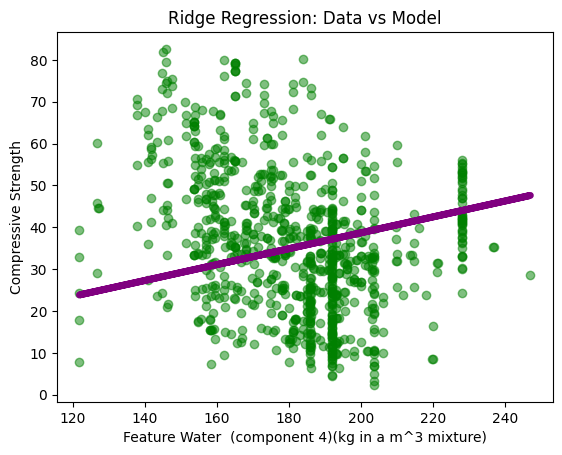 Ridge Regression: Data vs Model
Compressive Strength
80
70
60
50
40
30
20
10
0
120 140 160 180 200 220 240
Feature Water  (component 4)(kg in a m^3 mixture)